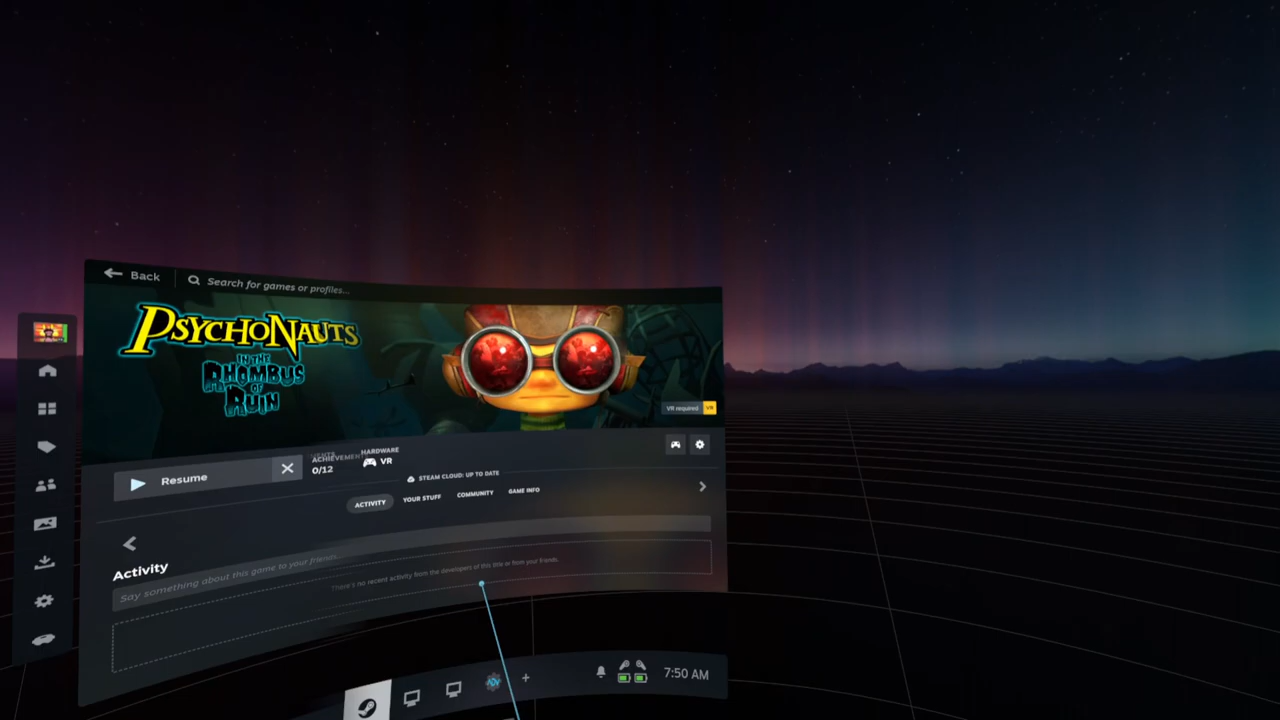 Back
Search for games or profiles...
PSYCHONAUTS
IN THE
RHOMBUS
OF
RUIN
VR required
VR
Resume
ACHIEVEMENTS
0/12
HARDWARE
VR
STEAM CLOUD: UP TO DATE
ACTIVITY
YOUR STUFF
COMMUNITY
GAME INFO
Activity
Say something about this game to your friends...
There's no recent activity from the developers of this title or from your friends.
7:50 AM